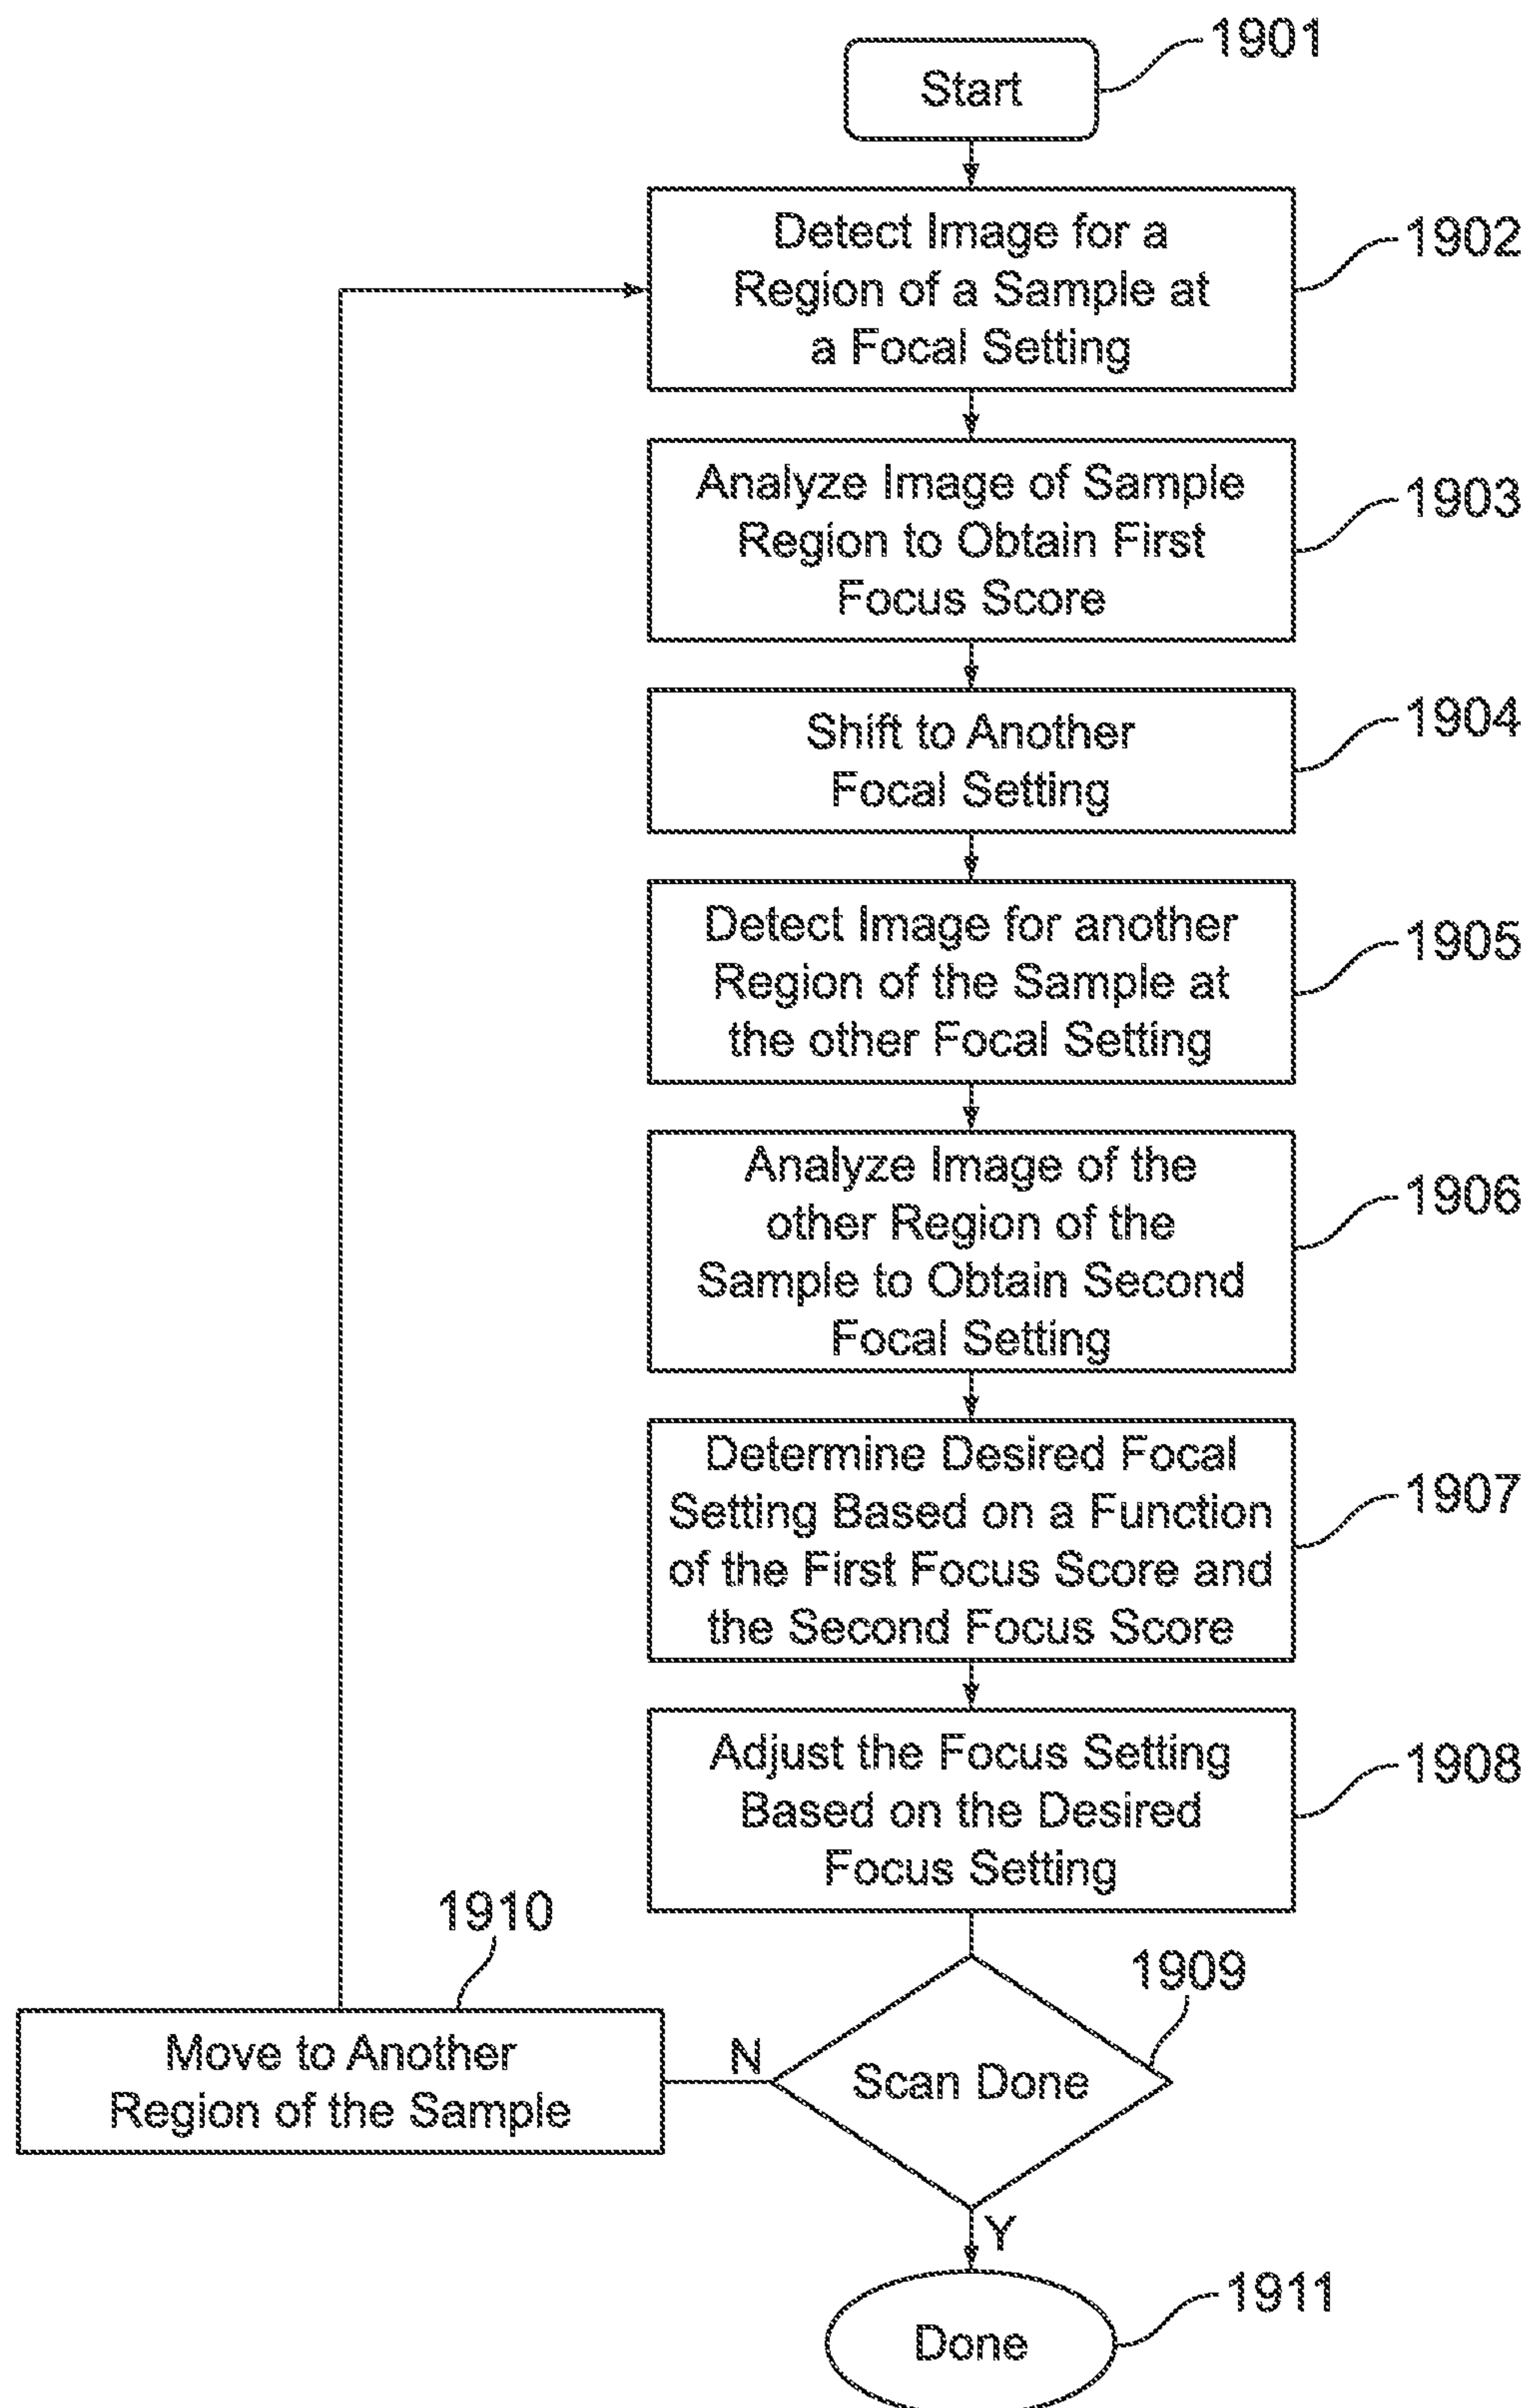 1901
Start
Detect Image for a
Region of a Sample at
a Focal Setting
1902
Analyze Image of Sample
Region to Obtain First
Focus Score
1903
Shift to Another
Focal Setting
1904
Detect Image for another
Region of the Sample at
the other Focal Setting
1905
Analyze Image of the
other Region of the
Sample to Obtain Second
Focal Setting
1906
Determine Desired Focal
Setting Based on a Function
of the First Focus Score and
the Second Focus Score
1907
Adjust the Focus Setting
Based on the Desired
Focus Setting
1908
1909
Scan Done
N
1910
Move to Another
Region of the Sample
Y
1911
Done